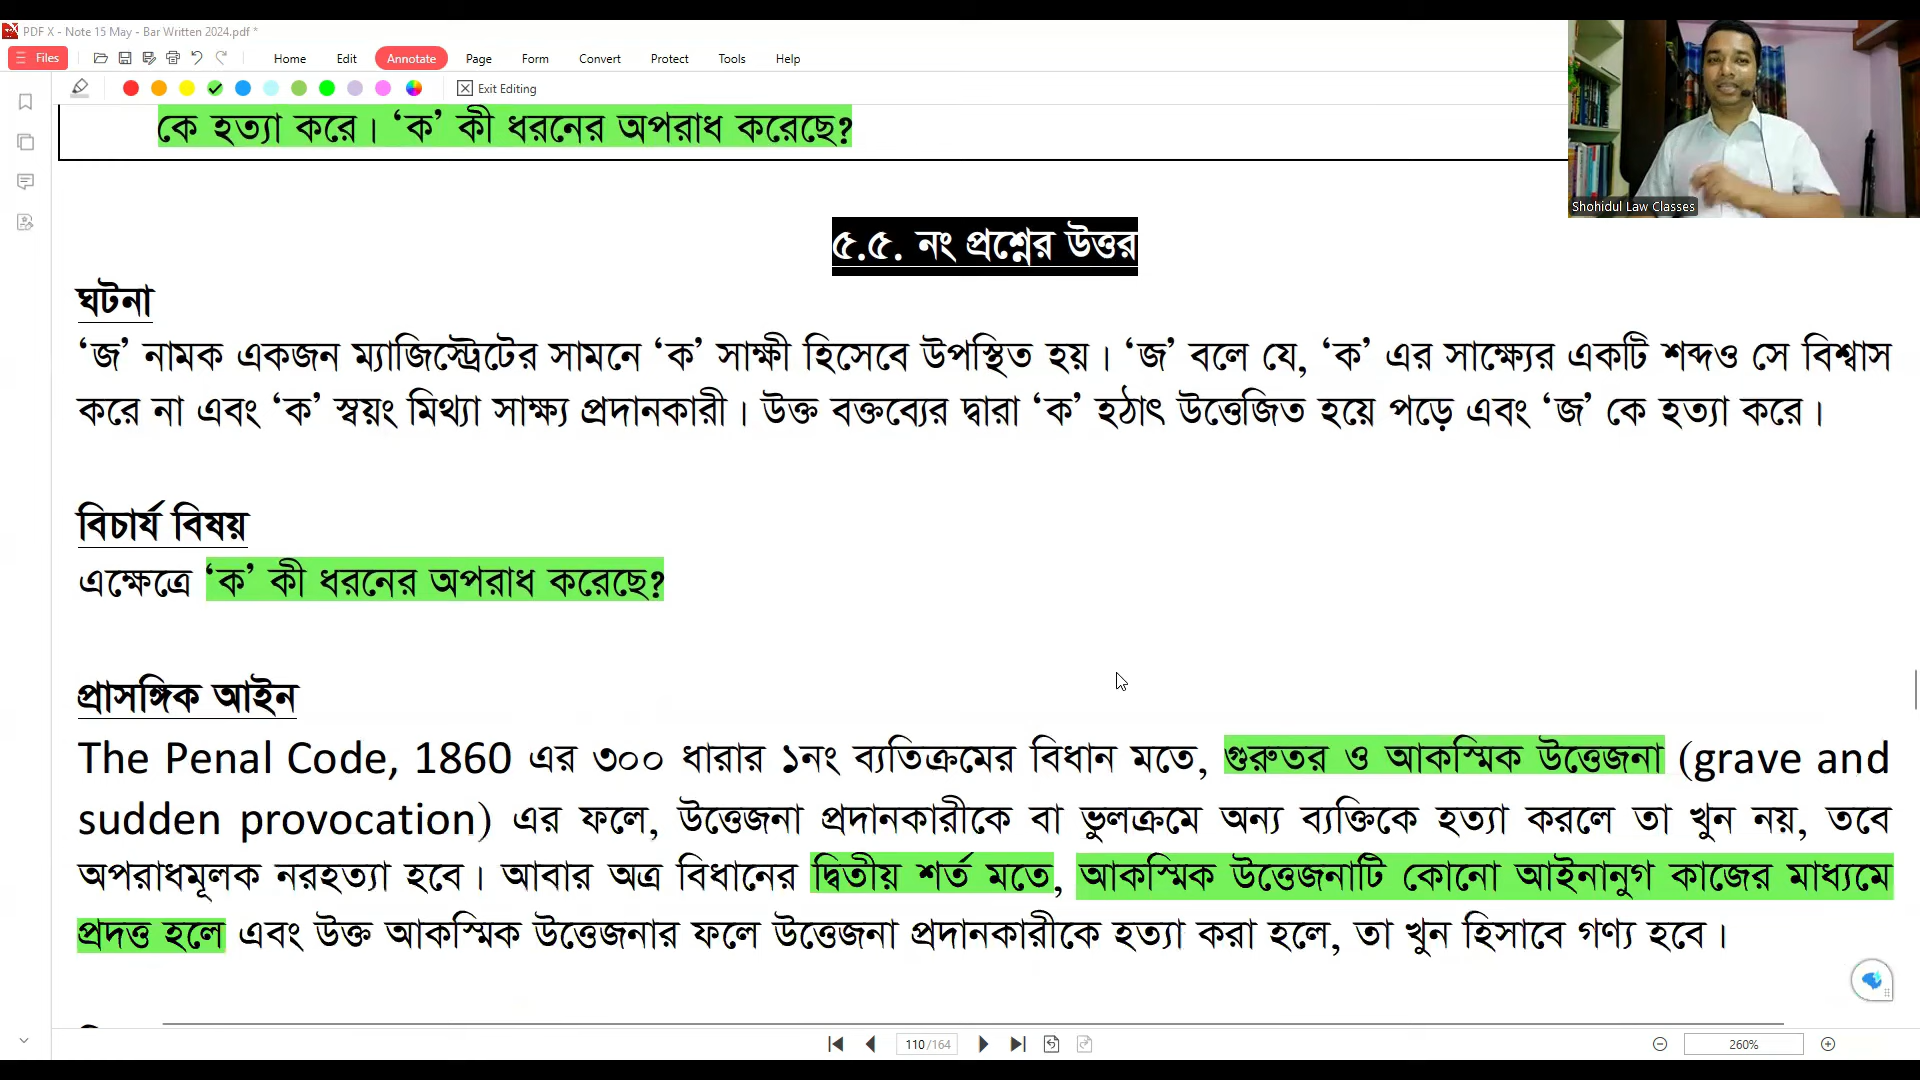 PDF X - Note 15 May - Bar Written 2024.pdf *
Files Home Edit Annotate Page Form Convert Protect Tools Help
Exit Editing
Shohidul Law Classes
কে হত্যা করে। ‘ক’ কী ধরনের অপরাধ করেছে?
৫.৫. নং প্রশ্নের উত্তর
ঘটনা
‘জ’ নামক একজন ম্যাজিস্ট্রেটের সামনে ‘ক’ সাক্ষী হিসেবে উপস্থিত হয়। ‘জ’ বলে যে, ‘ক’ এর সাক্ষ্যের একটি শব্দও সে বিশ্বাস
করে না এবং ‘ক’ স্বয়ং মিথ্যা সাক্ষ্য প্রদানকারী। উক্ত বক্তব্যের দ্বারা ‘ক’ হঠাৎ উত্তেজিত হয়ে পড়ে এবং ‘জ’ কে হত্যা করে।
বিচার্য বিষয়
এক্ষেত্রে ‘ক’ কী ধরনের অপরাধ করেছে?
প্রাসঙ্গিক আইন
The Penal Code, 1860 এর ৩০০ ধারার ১নং ব্যতিক্রমের বিধান মতে, গুরুতর ও আকস্মিক উত্তেজনা (grave and
sudden provocation) এর ফলে, উত্তেজনা প্রদানকারীকে বা ভুলক্রমে অন্য ব্যক্তিকে হত্যা করলে তা খুন নয়, তবে
অপরাধমূলক নরহত্যা হবে। আবার অত্র বিধানের দ্বিতীয় শর্ত মতে, আকস্মিক উত্তেজনাটি কোনো আইনানুগ কাজের মাধ্যমে
প্রদত্ত হলে এবং উক্ত আকস্মিক উত্তেজনার ফলে উত্তেজনা প্রদানকারীকে হত্যা করা হলে, তা খুন হিসাবে গণ্য হবে।
110/164
260%